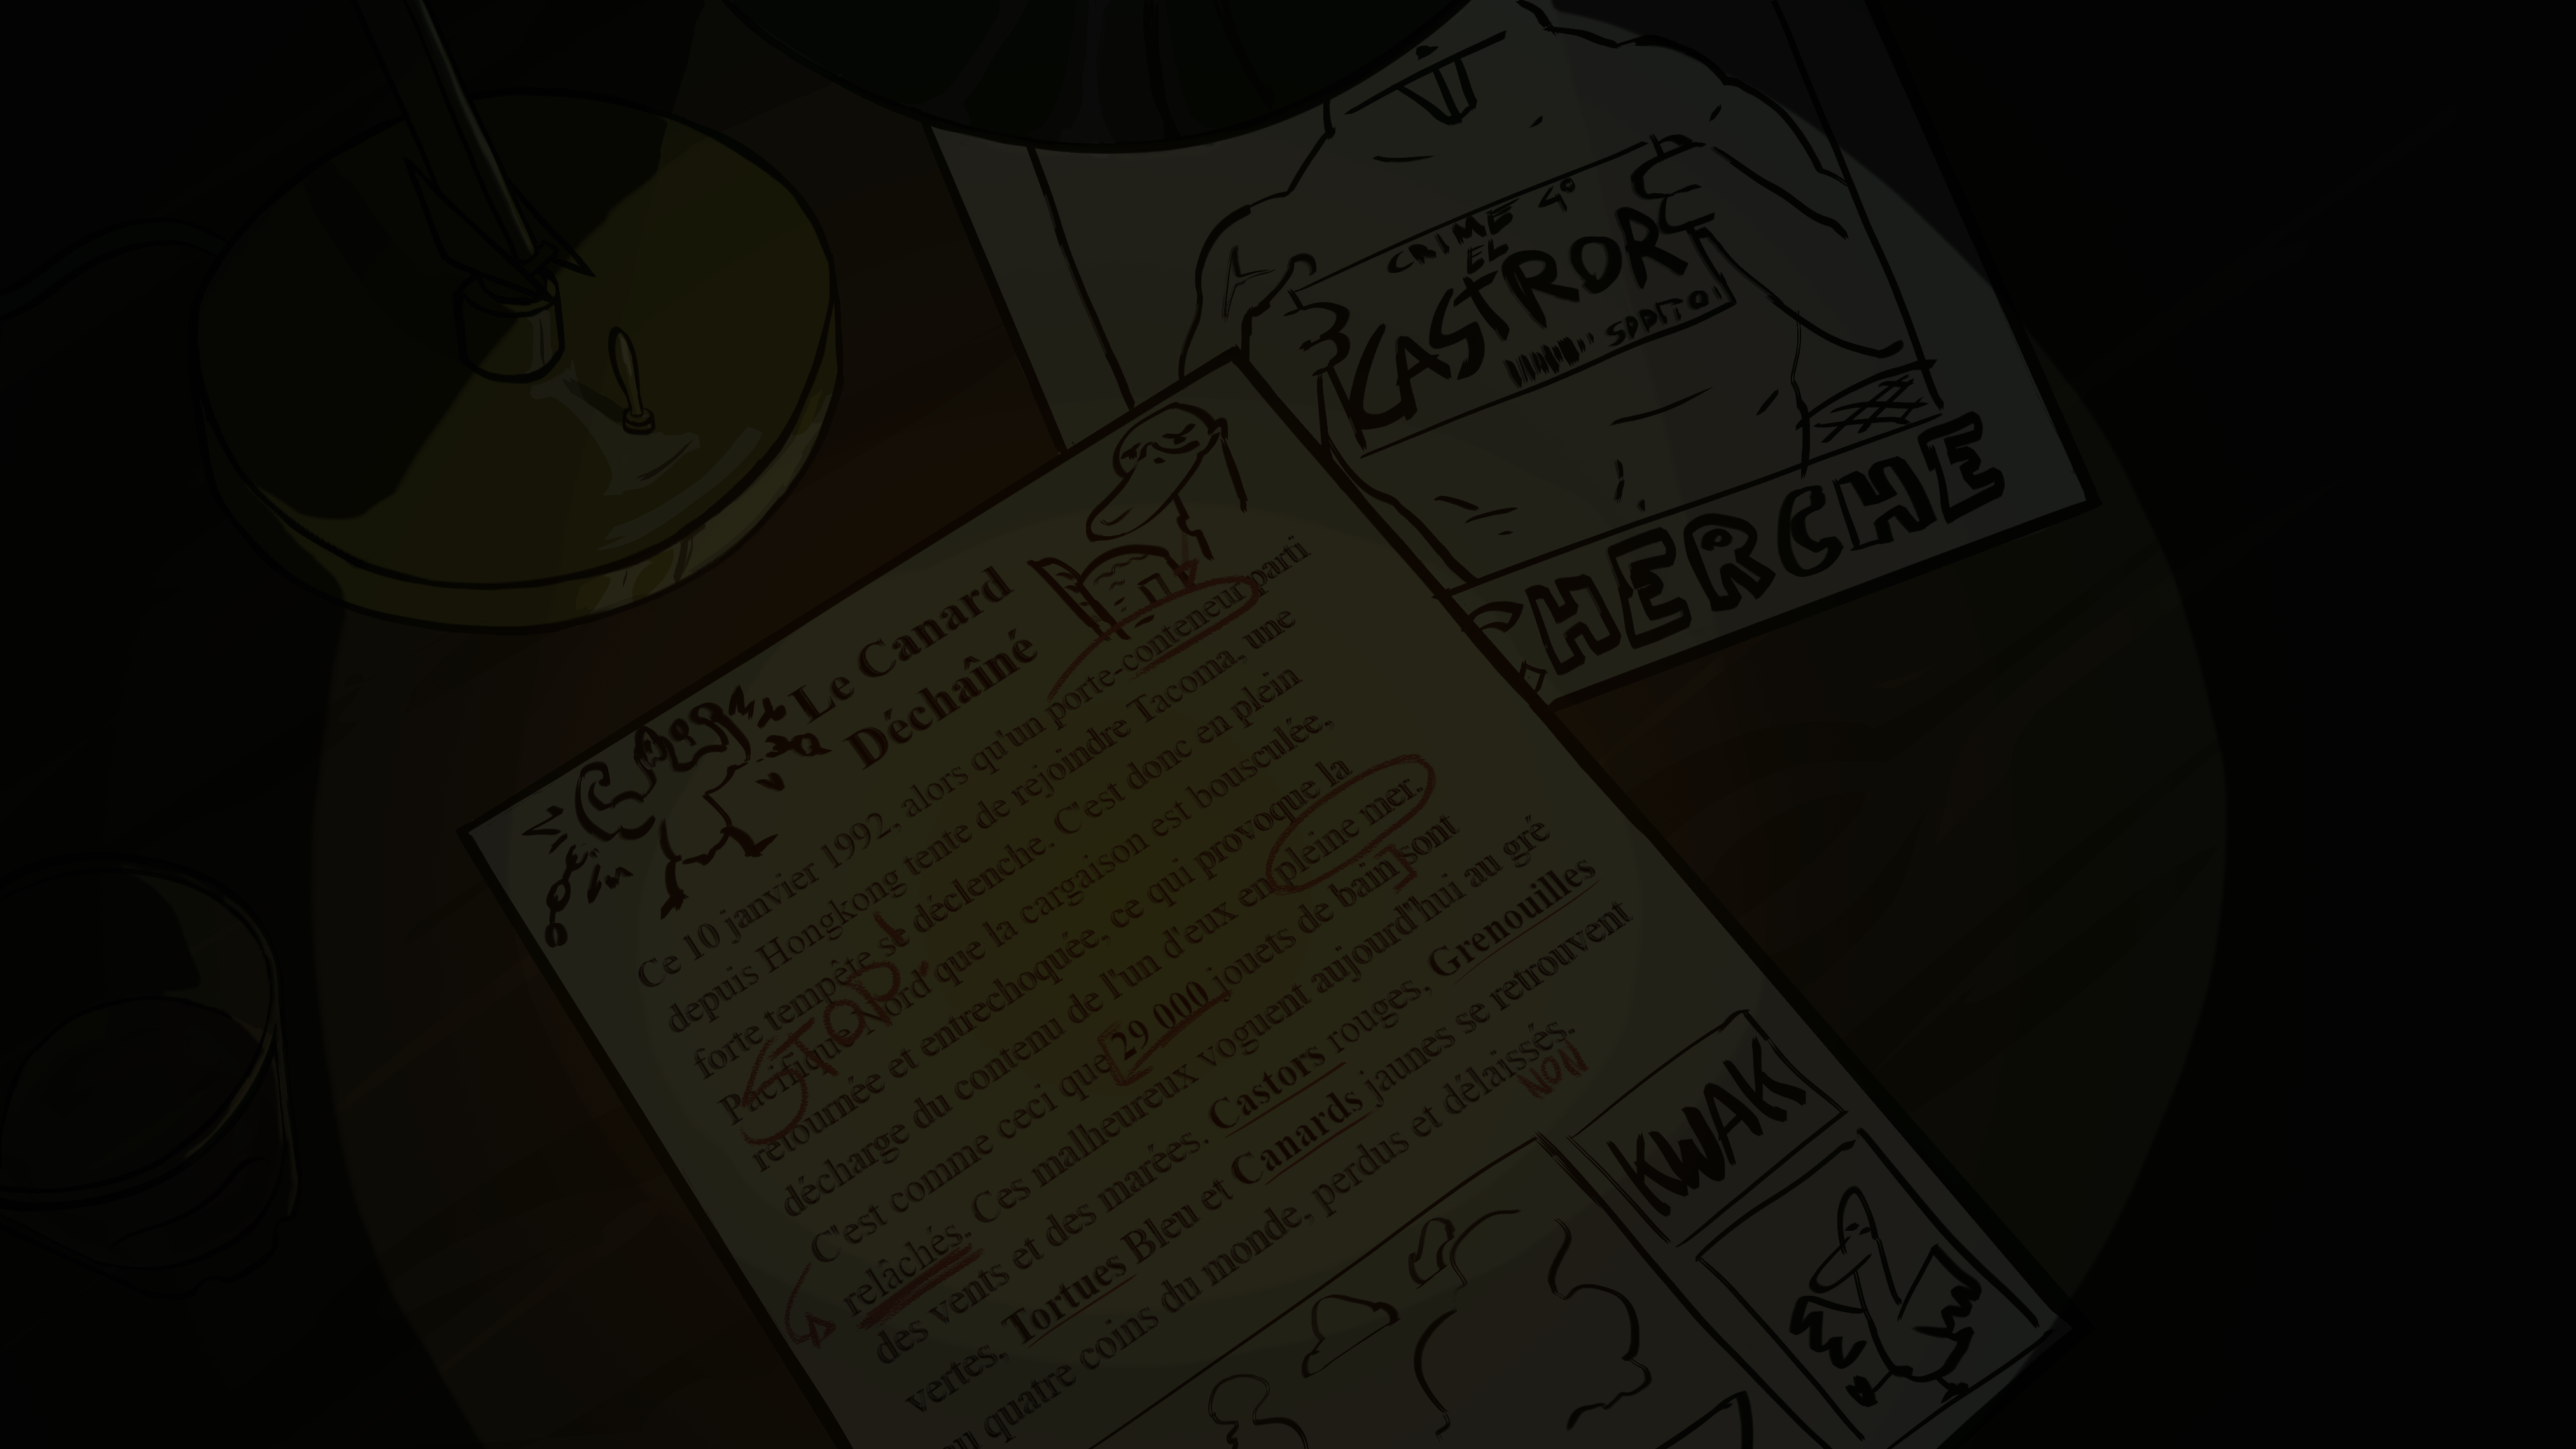 CRIME 4°
EL
CASTROR
CHERCHE
Le Canard
Déchaîné
Ce 10 janvier 1992, alors qu'un porte-conteneur parti
depuis Hongkong tente de rejoindre Tacoma, une
forte tempête se déclenche. C'est donc en plein
Pacifique Nord que la cargaison est bousculée,
retournée et entrechoquée, ce qui provoque la
décharge du contenu de l'un d'eux en pleine mer.
C'est comme ceci que 29 000 jouets de bain sont
relâchés. Ces malheureux voguent aujourd'hui au gré
des vents et des marées. Castors rouges, Grenouilles
vertes, Tortues Bleu et Canards jaunes se retrouvent
au quatre coins du monde, perdus et délaissés.
STOP
NON
KWAK